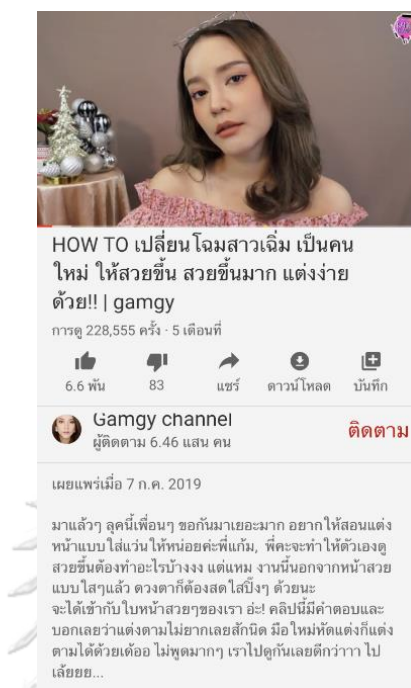 HOW TO เปลี่ยนโฉมสาวเฉิ่ม เป็นคน
ใหม่ ให้สวยขึ้น สวยขึ้นมาก แต่งง่าย
ด้วย!! | gamgy
การดู 228,555 ครั้ง · 5 เดือนที่
6.6 พัน 83 แชร์ ดาวน์โหลด บันทึก
Gamgy channel
ผู้ติดตาม 6.46 แสน คน
ติดตาม
เผยแพร่เมื่อ 7 ก.ค. 2019
มาแล้วๆ ลุคนี้เพื่อนๆ ขอกันมาเยอะมาก อยากให้สอนแต่ง
หน้าแบบใส่แว่นให้หน่อยค่ะพี่แก้ม, พี่คะจะทำให้ตัวเองดู
สวยขึ้นต้องทำอะไรบ้างงง แต่แหม งานนี้นอกจากหน้าสวย
แบบใสๆแล้ว ดวงตาก็ต้องสดใสปิ๊งๆ ด้วยนะ
จะได้เข้ากับใบหน้าสวยๆของเรา อ่ะ! คลิปนี้มีคำตอบและ
บอกเลยว่าแต่งตามไม่ยากเลยสักนิด มือใหม่หัดแต่งก็แต่ง
ตามได้ด้วยเด้ออ ไม่พูดมากๆ เราไปดูกันเลยดีกว่าาา ไป
เล้ยยย...